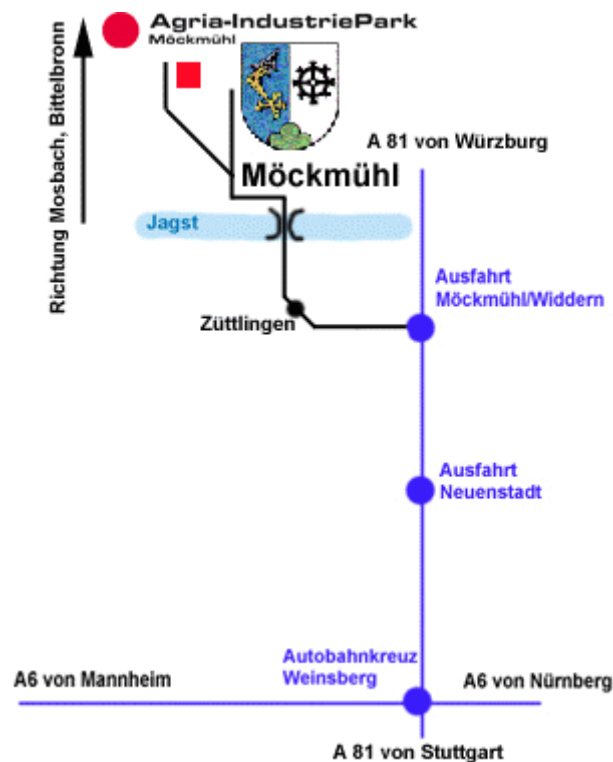 Agria-IndustriePark
Möckmühl
Richtung Mosbach, Bittelbronn
A 81 von Würzburg
Möckmühl
Jagst
Ausfahrt
Möckmühl/Widdern
Züttlingen
Ausfahrt
Neuenstadt
Autobahnkreuz
Weinsberg
A6 von Mannheim
A6 von Nürnberg
A 81 von Stuttgart